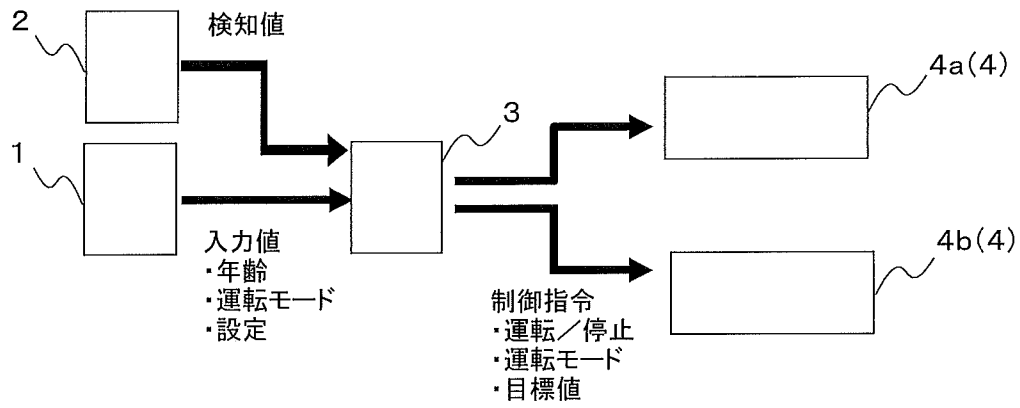 2
検知値
4a(4)
3
1
入力値
・年齢
・運転モード
・設定
4b(4)
制御指令
・運転／停止
・運転モード
・目標値